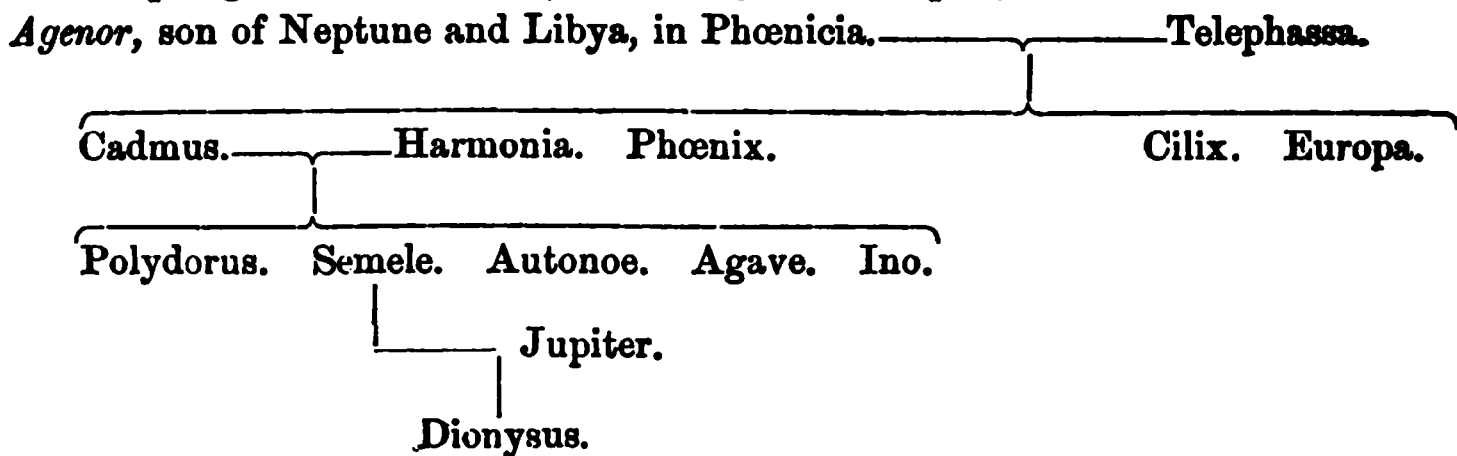 Agenor, son of Neptune and Libya, in Phœnicia. Telephassa.
Cadmus. Harmonia. Phœnix. Cilix. Europa.
Polydorus. Semele. Autonoe. Agave. Ino.
Jupiter.
Dionysus.